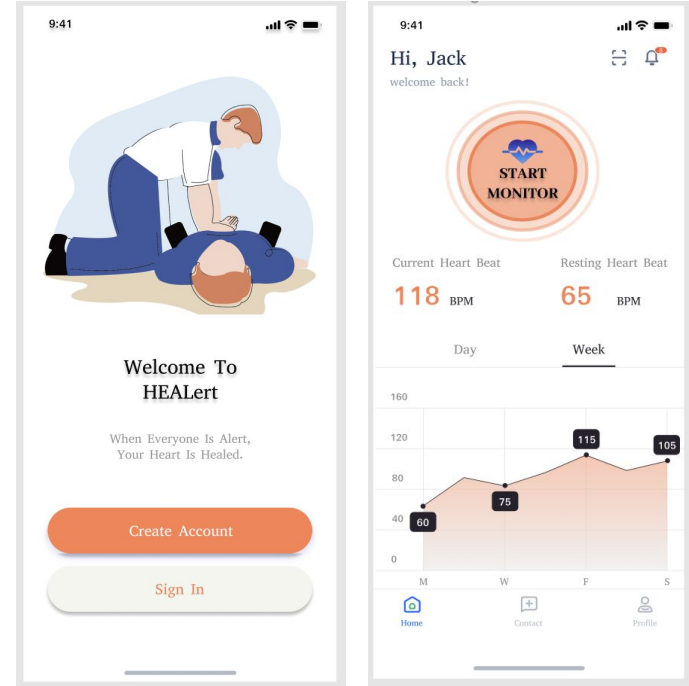 9:41
Welcome To
HEALert
When Everyone Is Alert,
Your Heart Is Healed.
Create Account
Sign In
9:41
Hi, Jack
8
welcome back!
START
MONITOR
Current Heart Beat
Resting Heart Beat
118 BPM
65 BPM
Day
Week
160
120
80
40
0
60
75
115
105
M
W
F
S
Home
Contact
Profile